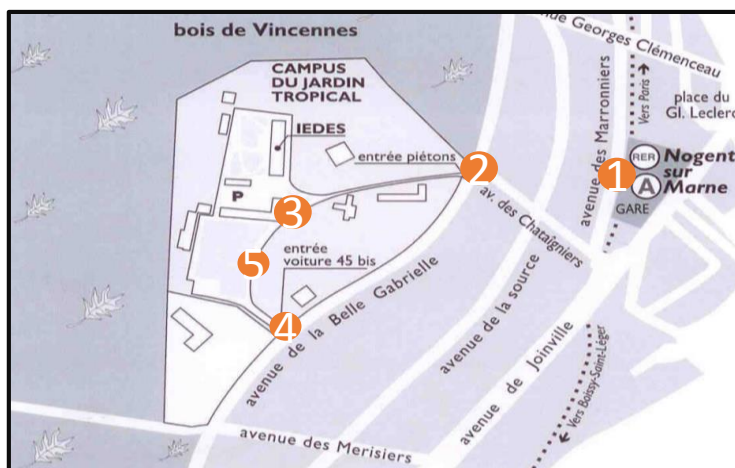 bois de Vincennes
CAMPUS
DU JARDIN
TROPICAL
IEDES
entrée piétons
P
entrée
voiture 45 bis
1
2
3
4
5
avenue de la Belle Gabrielle
av. des Chataîgniers
avenue de la source
avenue de Joinville
avenue des Merisiers
avenue des Marronniers
Georges Clémenceau
Vers Paris
place du
Gl. Leclerc
RER
A
Nogent
sur
Marne
GARE
Vers Boissy-Saint-Léger